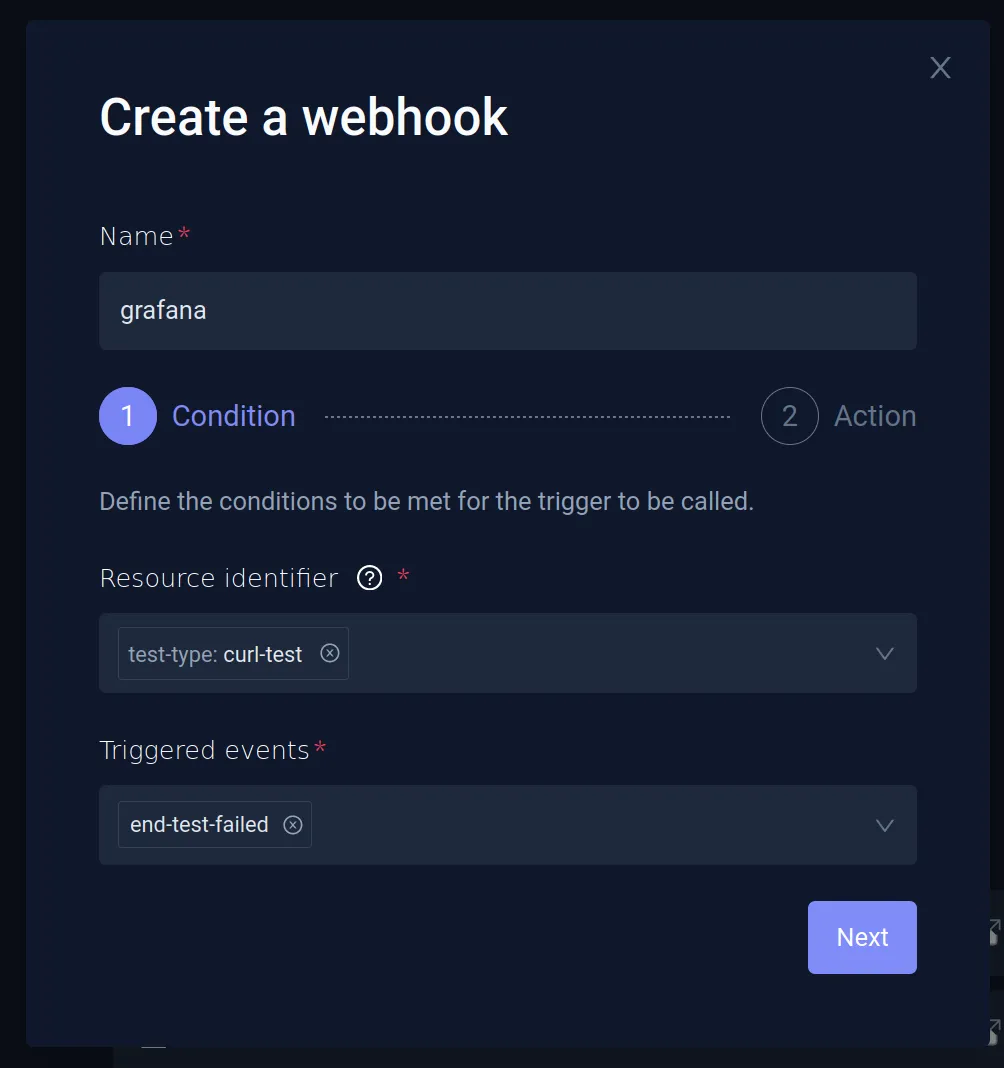 Create a webhook
Name*
grafana
1 Condition 2 Action
Define the conditions to be met for the trigger to be called.
Resource identifier ? *
test-type: curl-test
Triggered events*
end-test-failed
Next